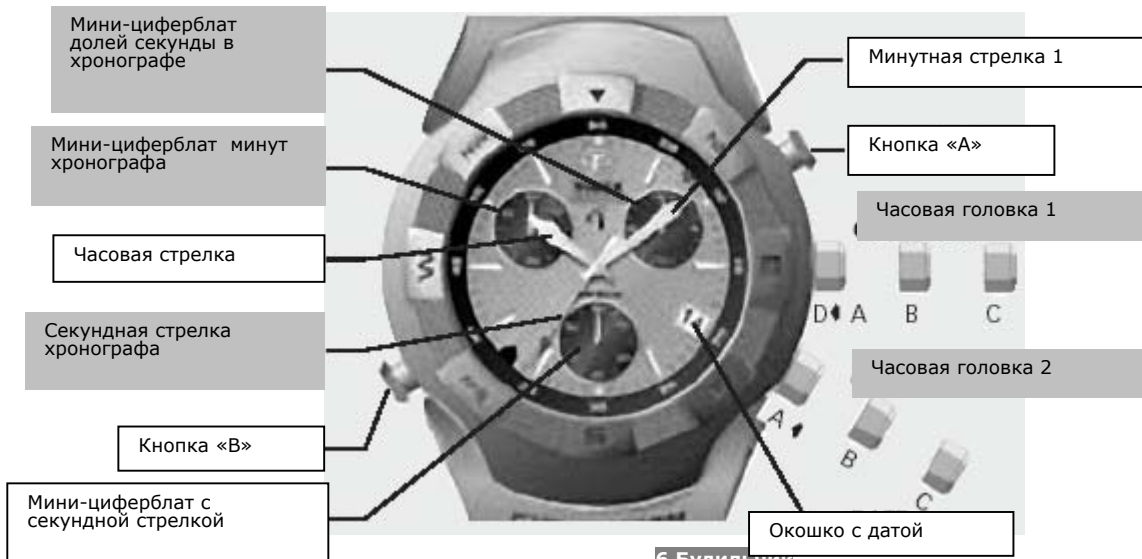 Мини-циферблат
долей секунды в
хронографе
Минутная стрелка 1
Мини-циферблат минут
хронографа
Кнопка «А»
Часовая головка 1
Часовая стрелка
D A B C
Секундная стрелка
хронографа
Часовая головка 2
A
B
C
Кнопка «В»
Мини-циферблат с
секундной стрелкой
Окошко с датой